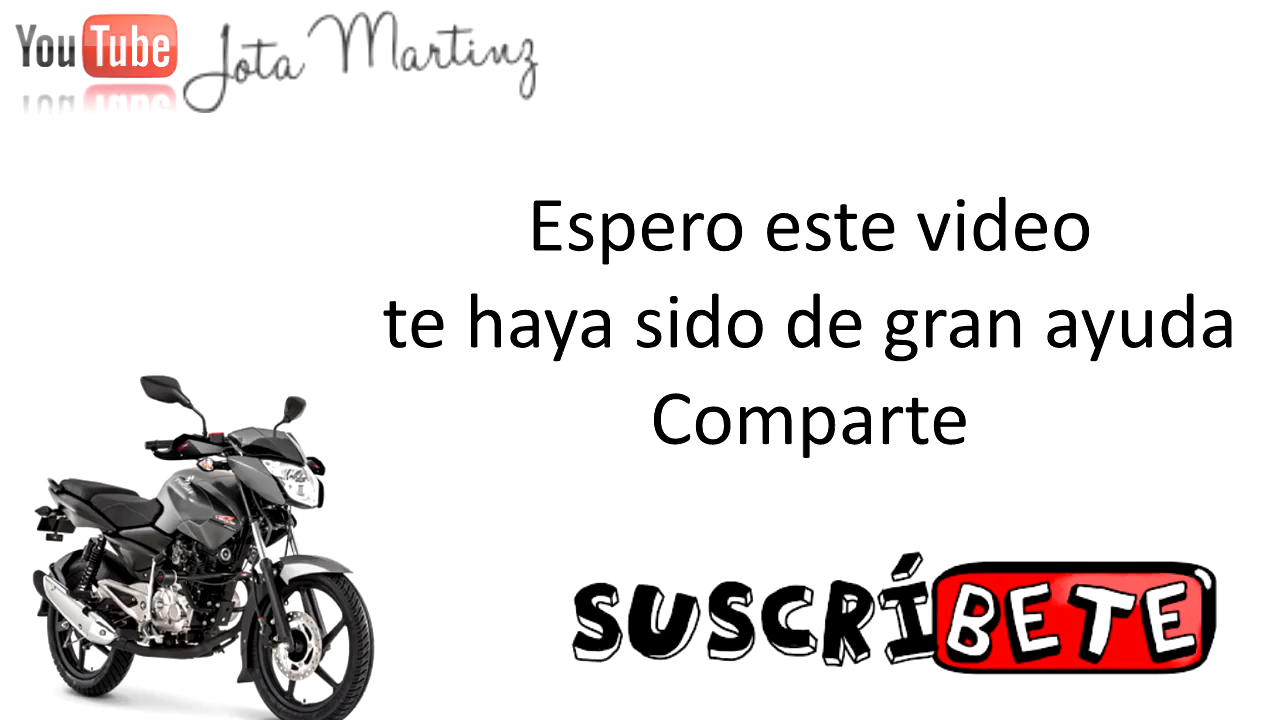 YouTube Jota Martinz
Espero este video
te haya sido de gran ayuda
Comparte
SUSCRÍBETE